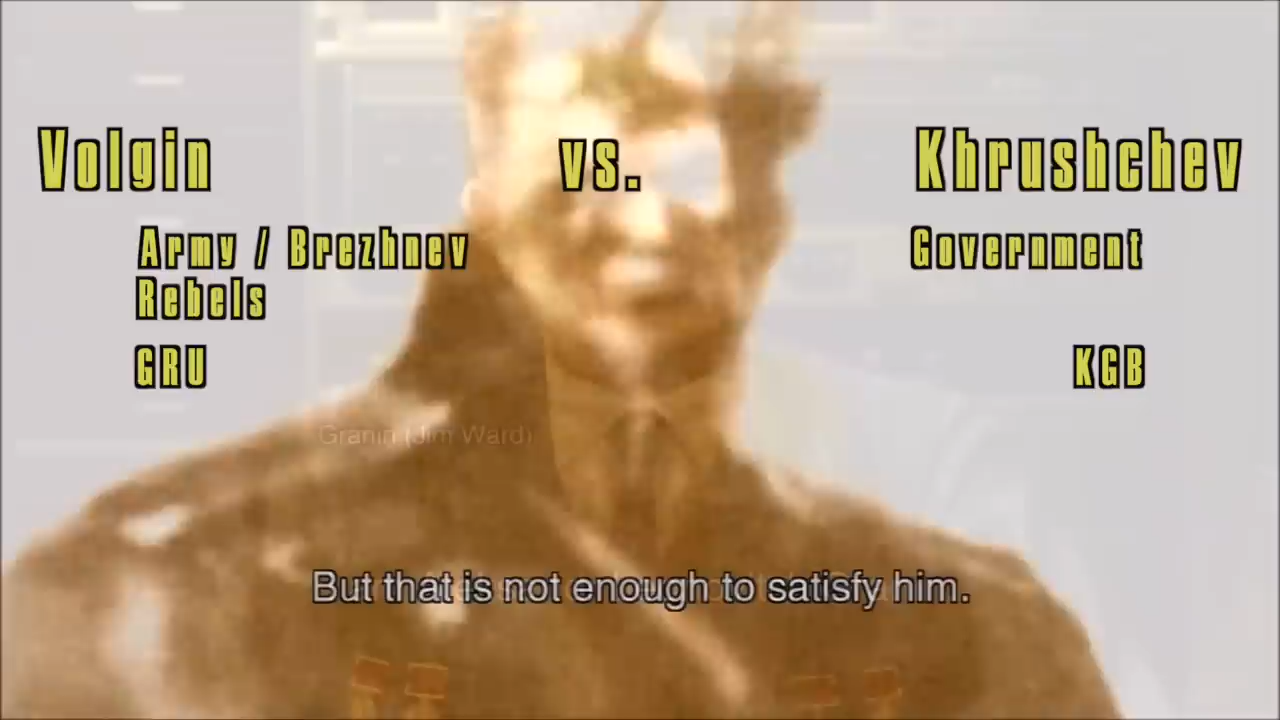 Volgin vs. Khrushchev
Army / Brezhnev Government
Rebels
GRU KGB
Granin (Jim Ward)
But that is not enough to satisfy him.